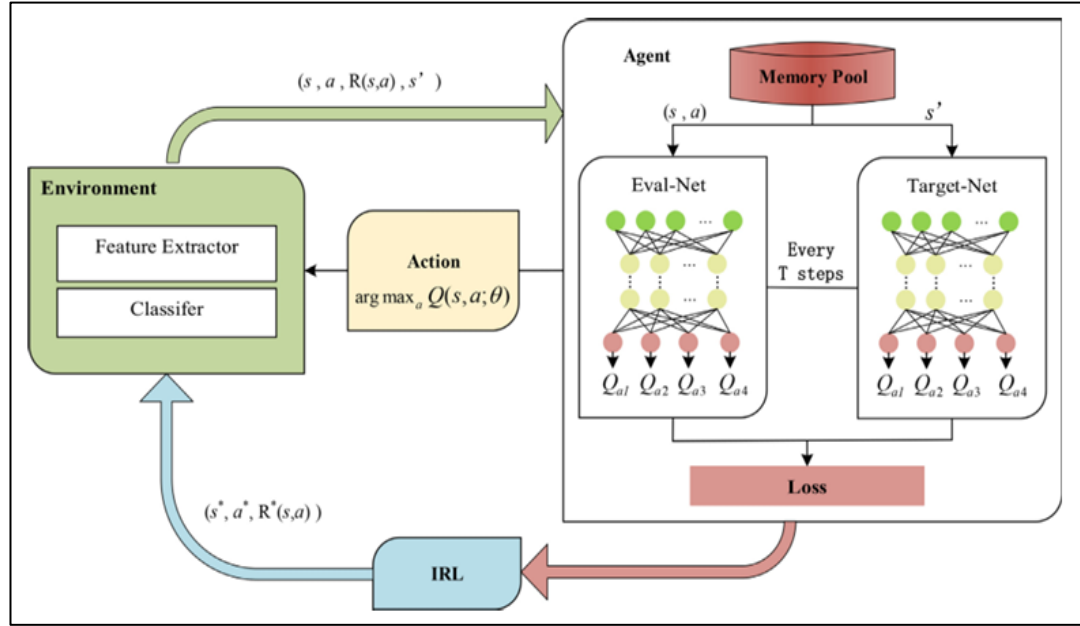 Agent
Memory Pool
(s , a , R(s,a) , s’ )
(s , a)
s’
Environment
Feature Extractor
Classifer
Action
arg max_a Q(s, a; θ)
Eval-Net
...
...
...
Q_a1 Q_a2 Q_a3 Q_a4
Every
T steps
Target-Net
...
...
...
Q_a1 Q_a2 Q_a3 Q_a4
Loss
(s*, a*, R*(s,a) )
IRL